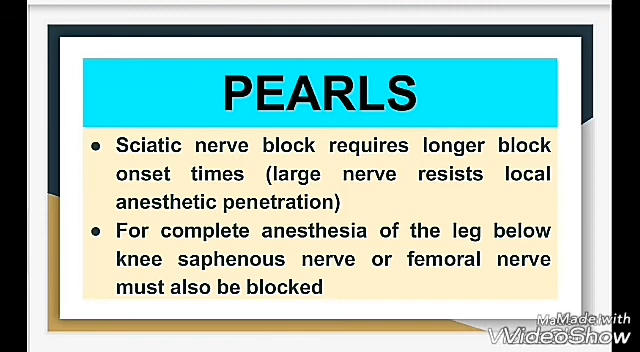 PEARLS
● Sciatic nerve block requires longer block
onset times (large nerve resists local
anesthetic penetration)
● For complete anesthesia of the leg below
knee saphenous nerve or femoral nerve
must also be blocked
Made with
VideoShow